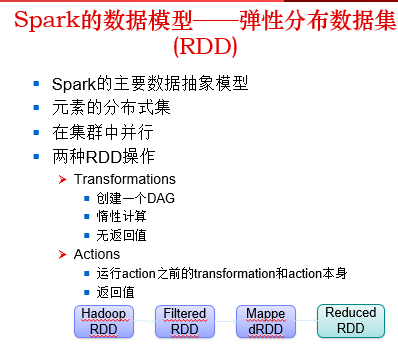 Spark的数据模型——弹性分布数据集
(RDD)
Spark的主要数据抽象模型
元素的分布式集
在集群中并行
两种RDD操作
Transformations
创建一个DAG
惰性计算
无返回值
Actions
运行action之前的transformation和action本身
返回值
Hadoop
RDD
Filtered
RDD
Mappe
dRDD
Reduced
RDD